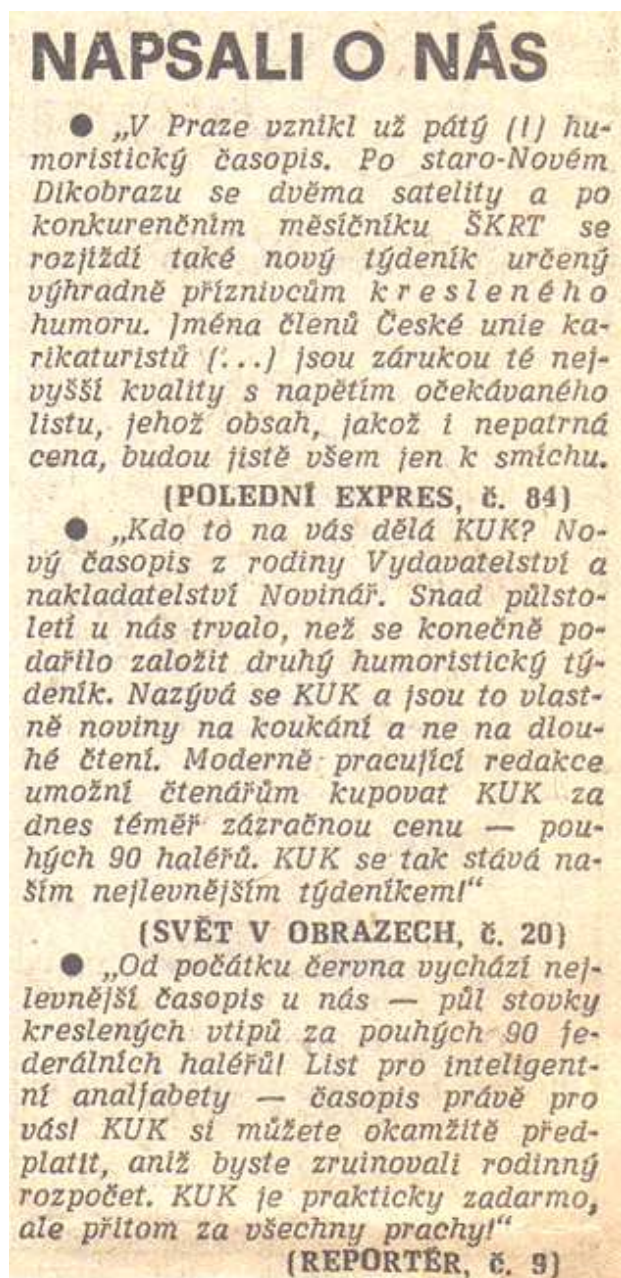 NAPSALI O NÁS
● „V Praze vznikl už pátý (!) hu-
moristický časopis. Po staro-Novém
Dikobrazu se dvěma satelity a po
konkurenčním měsíčníku ŠKRT se
rozjíždí také nový týdeník určený
výhradně příznivcům kresleného
humoru. Jména členů České unie ka-
rikaturistů (...) jsou zárukou té nej-
vyšší kvality s napětím očekávaného
listu, jehož obsah, jakož i nepatrná
cena, budou jistě všem jen k smíchu.
(POLEDNÍ EXPRES, č. 84)
● „Kdo to na vás dělá KUK? No-
vý časopis z rodiny Vydavatelství a
nakladatelství Novinář. Snad půlsto-
letí u nás trvalo, než se konečně po-
dařilo založit druhý humoristický tý-
deník. Nazývá se KUK a jsou to vlast-
ně noviny na koukání a ne na dlou-
hé čtení. Moderně pracující redakce
umožní čtenářům kupovat KUK za
dnes téměř zázračnou cenu — pou-
hých 90 haléřů. KUK se tak stává na-
ším nejlevnějším týdeníkem!“
(SVĚT V OBRAZECH, č. 20)
● „Od počátku června vychází nej-
levnější časopis u nás — půl stovky
kreslených vtipů za pouhých 90 fe-
derálních haléřů! List pro inteligent-
ní analfabety — časopis právě pro
vás! KUK si můžete okamžitě před-
platit, aniž byste zruinovali rodinný
rozpočet. KUK je prakticky zadarmo,
ale přitom za všechny prachy!“
(REPORTÉR, č. 9)